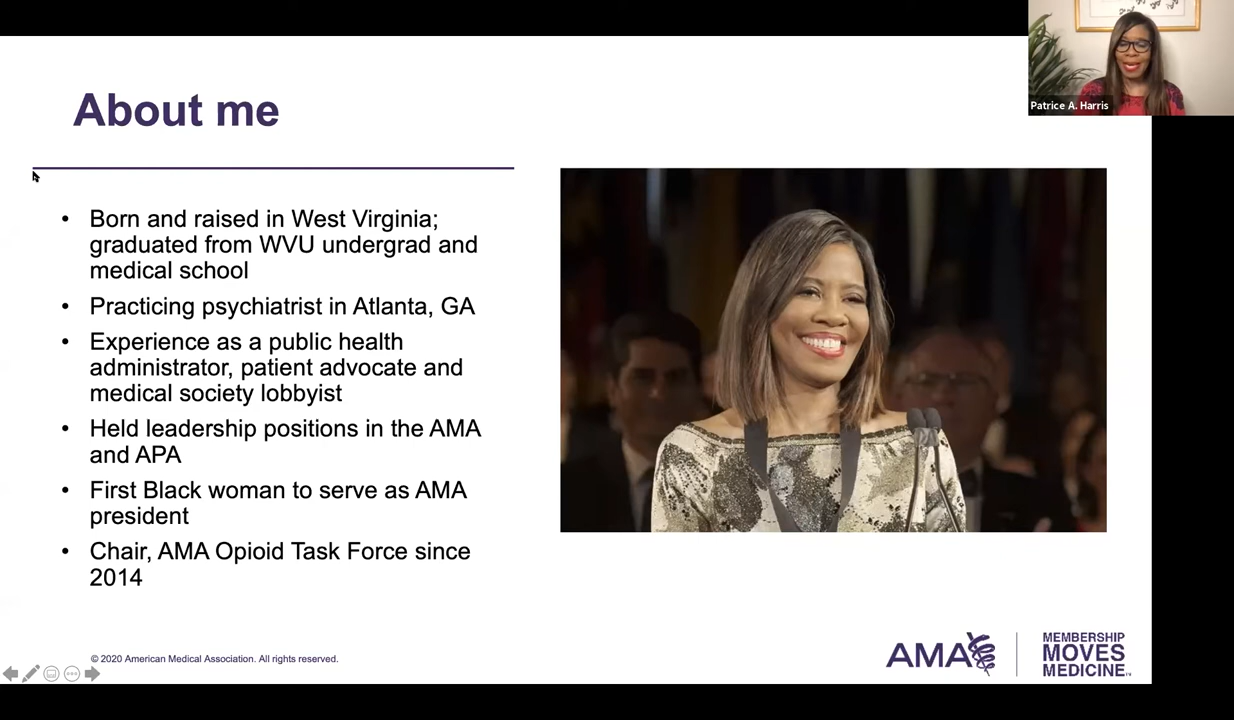 About me
Patrice A. Harris
• Born and raised in West Virginia;
graduated from WVU undergrad and
medical school
• Practicing psychiatrist in Atlanta, GA
• Experience as a public health
administrator, patient advocate and
medical society lobbyist
• Held leadership positions in the AMA
and APA
• First Black woman to serve as AMA
president
• Chair, AMA Opioid Task Force since
2014
© 2020 American Medical Association. All rights reserved.
AMA
MEMBERSHIP
MOVES
MEDICINE™